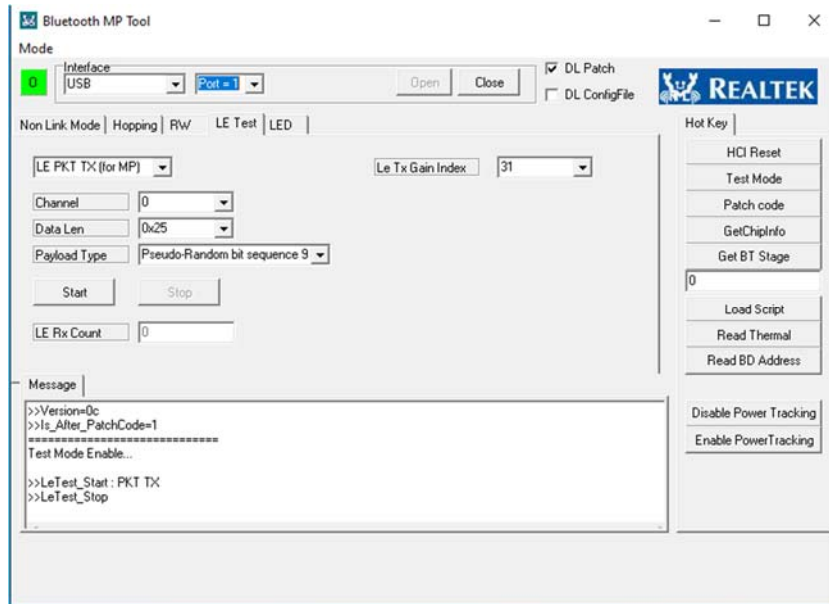 Bluetooth MP Tool
Mode
0
Interface
USB
Port = 1
Open
Close
DL Patch
DL ConfigFile
REALTEK
Non Link Mode
Hopping
RW
LE Test
LED
LE PKT TX (for MP)
Le Tx Gain Index
31
Channel
0
Data Len
0x25
Payload Type
Pseudo-Random bit sequence 9
Start
Stop
LE Rx Count
0
Hot Key
HCI Reset
Test Mode
Patch code
GetChipInfo
Get BT Stage
0
Load Script
Read Thermal
Read BD Address
Disable Power Tracking
Enable PowerTracking
Message
>>Version=0c
>>Is_After_PatchCode=1
============================
Test Mode Enable...
>>LeTest_Start : PKT TX
>>LeTest_Stop